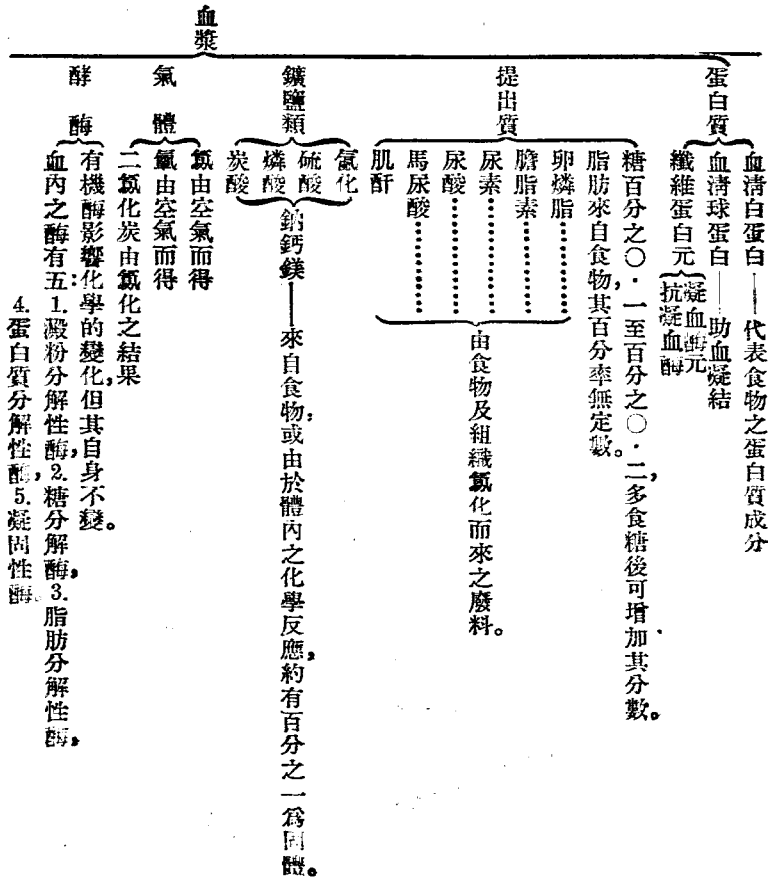 血漿
蛋白質
血淸白蛋白——代表食物之蛋白質成分
血淸球蛋白——助血凝結
纖維蛋白元
凝血酶元
抗凝血酶
提出質
糖百分之〇·一至百分之〇·二,多食糖後可增加其分數。
脂肪來自食物,其百分率無定數。
卵燐脂…………
膽脂素…………
尿素…………
尿酸…………
馬尿酸…………
肌酐
由食物及組織氱化而來之廢料。
鑛鹽類
化
硫酸
燐酸
炭酸
鈉鈣鎂——來自食物,或由於體內之化學反應,約有百分之一爲固體。
氣體
氱由空氣而得
由空氣而得
二氱化炭由氱化之結果
酵酶
有機酶影響化學的變化,但其自身不變。
血內之酶有五:1.澱粉分解性酶,2.糖分解酶,3.脂肪分解性酶,
4.蛋白質分解性酶,5.凝固性酶。